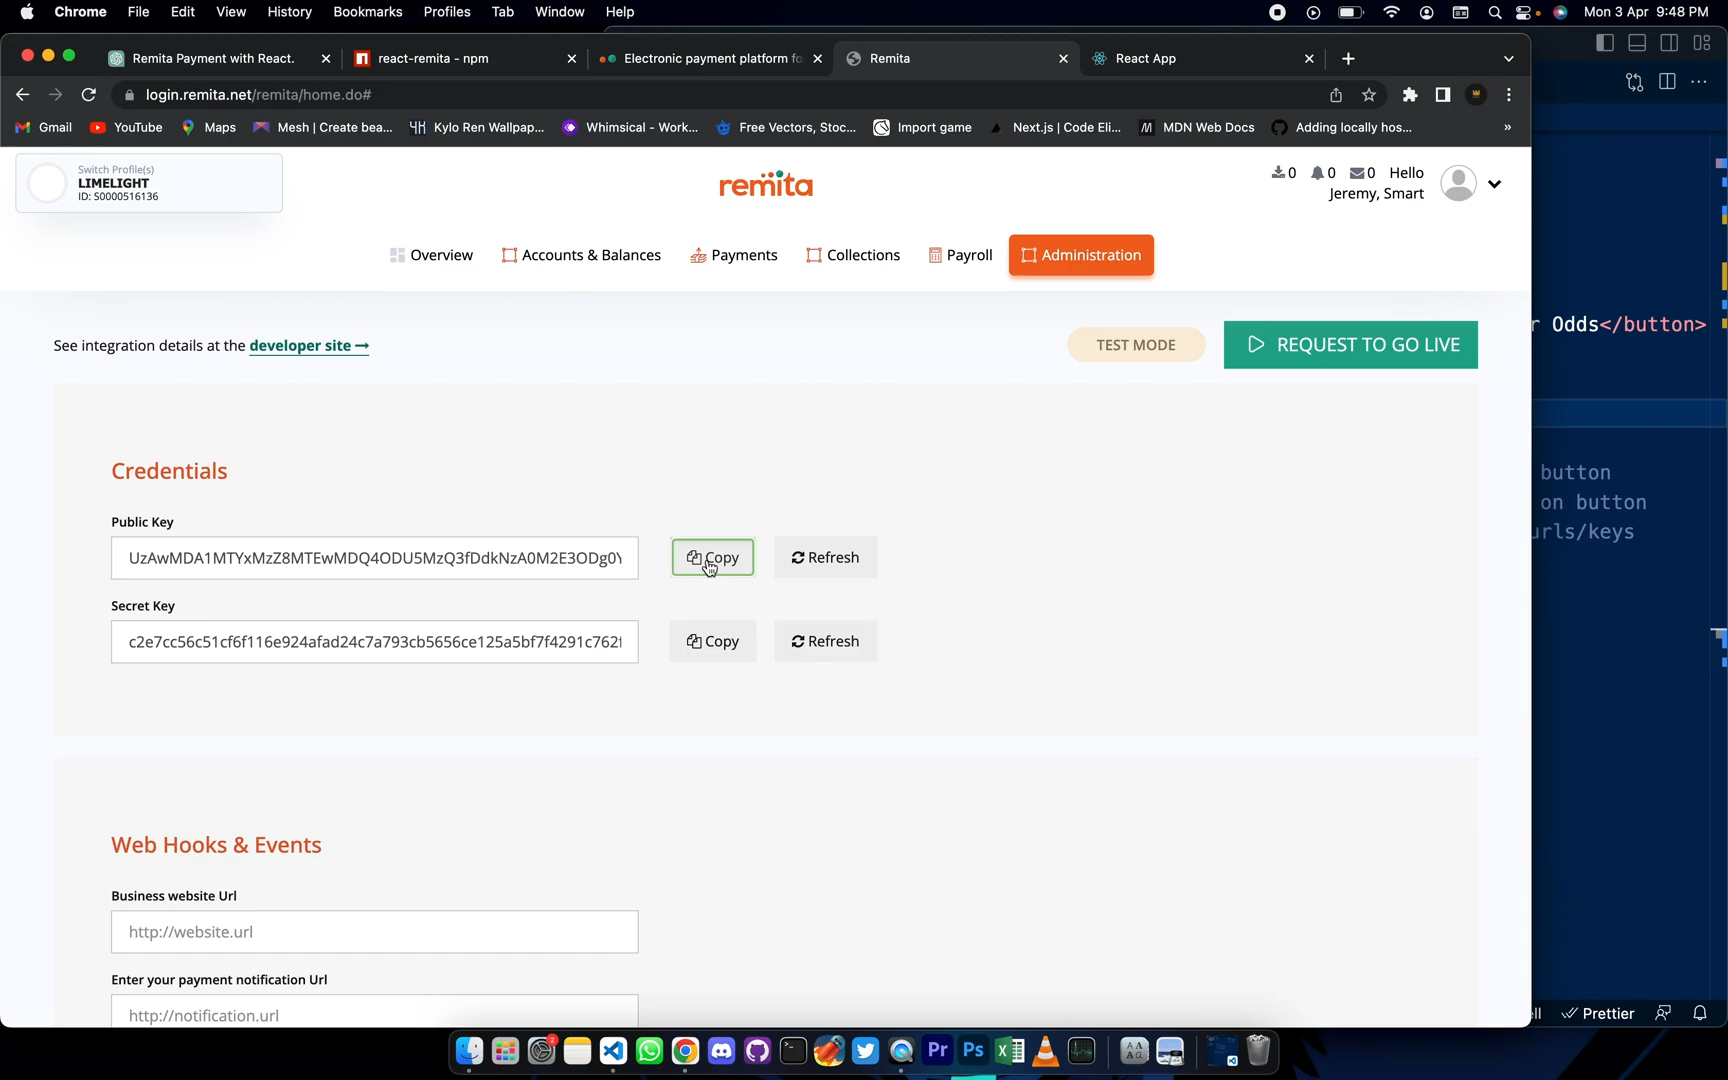 Chrome File Edit View History Bookmarks Profiles Tab Window Help Mon 3 Apr 9:48 PM
Remita Payment with React. react-remita - npm Electronic payment platform fo Remita React App
login.remita.net/remita/home.do#
Gmail YouTube Maps Mesh | Create bea... Kylo Ren Wallpap... Whimsical - Work... Free Vectors, Stoc... Import game Next.js | Code Eli... MDN Web Docs Adding locally hos... »
Switch Profile(s)
LIMELIGHT
ID: S0000516136
remita
0 0 0 Hello
Jeremy, Smart
Overview Accounts & Balances Payments Collections Payroll Administration
See integration details at the developer site →
TEST MODE
REQUEST TO GO LIVE
r Odds</button>
Credentials
button
on button
urls/keys
Public Key
UzAwMDA1MTYxMzZ8MTEwMDQ4ODU5MzQ3fDdkNzA0M2E3ODg0Y
Copy Refresh
Secret Key
c2e7cc56c51cf6f116e924afad24c7a793cb5656ce125a5bf7f4291c762f
Copy Refresh
Web Hooks & Events
Business website Url
http://website.url
Enter your payment notification Url
http://notification.url
ell Prettier
2 Pr Ps